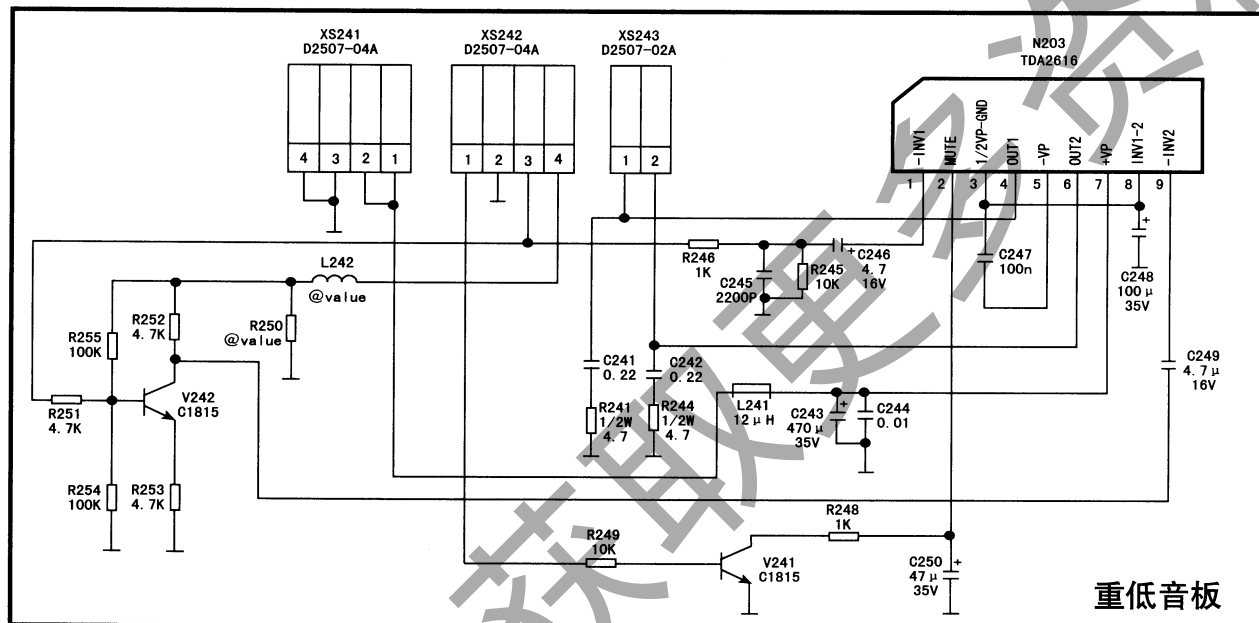 XS241
D2507-04A
XS242
D2507-04A
XS243
D2507-02A
N203
TDA2616
4 3 2 1
1 2 3 4
1 2
-INV1
MUTE
1/2VP-GND
OUT1
-VP
OUT2
+VP
INV1-2
-INV2
1 2 3 4 5 6 7 8 9
R246
1K
C245
2200P
R245
10K
+
C246
4.7
16V
C247
100n
+
C248
100μ
35V
L242
@value
R255
100K
R252
4.7K
R250
@value
V242
C1815
R251
4.7K
R254
100K
R253
4.7K
C241
0.22
C242
0.22
R241
1/2W
4.7
R244
1/2W
4.7
L241
12μH
+
C243
470μ
35V
C244
0.01
C249
4.7μ
16V
R249
10K
V241
C1815
R248
1K
+
C250
47μ
35V
重低音板
获取更多资